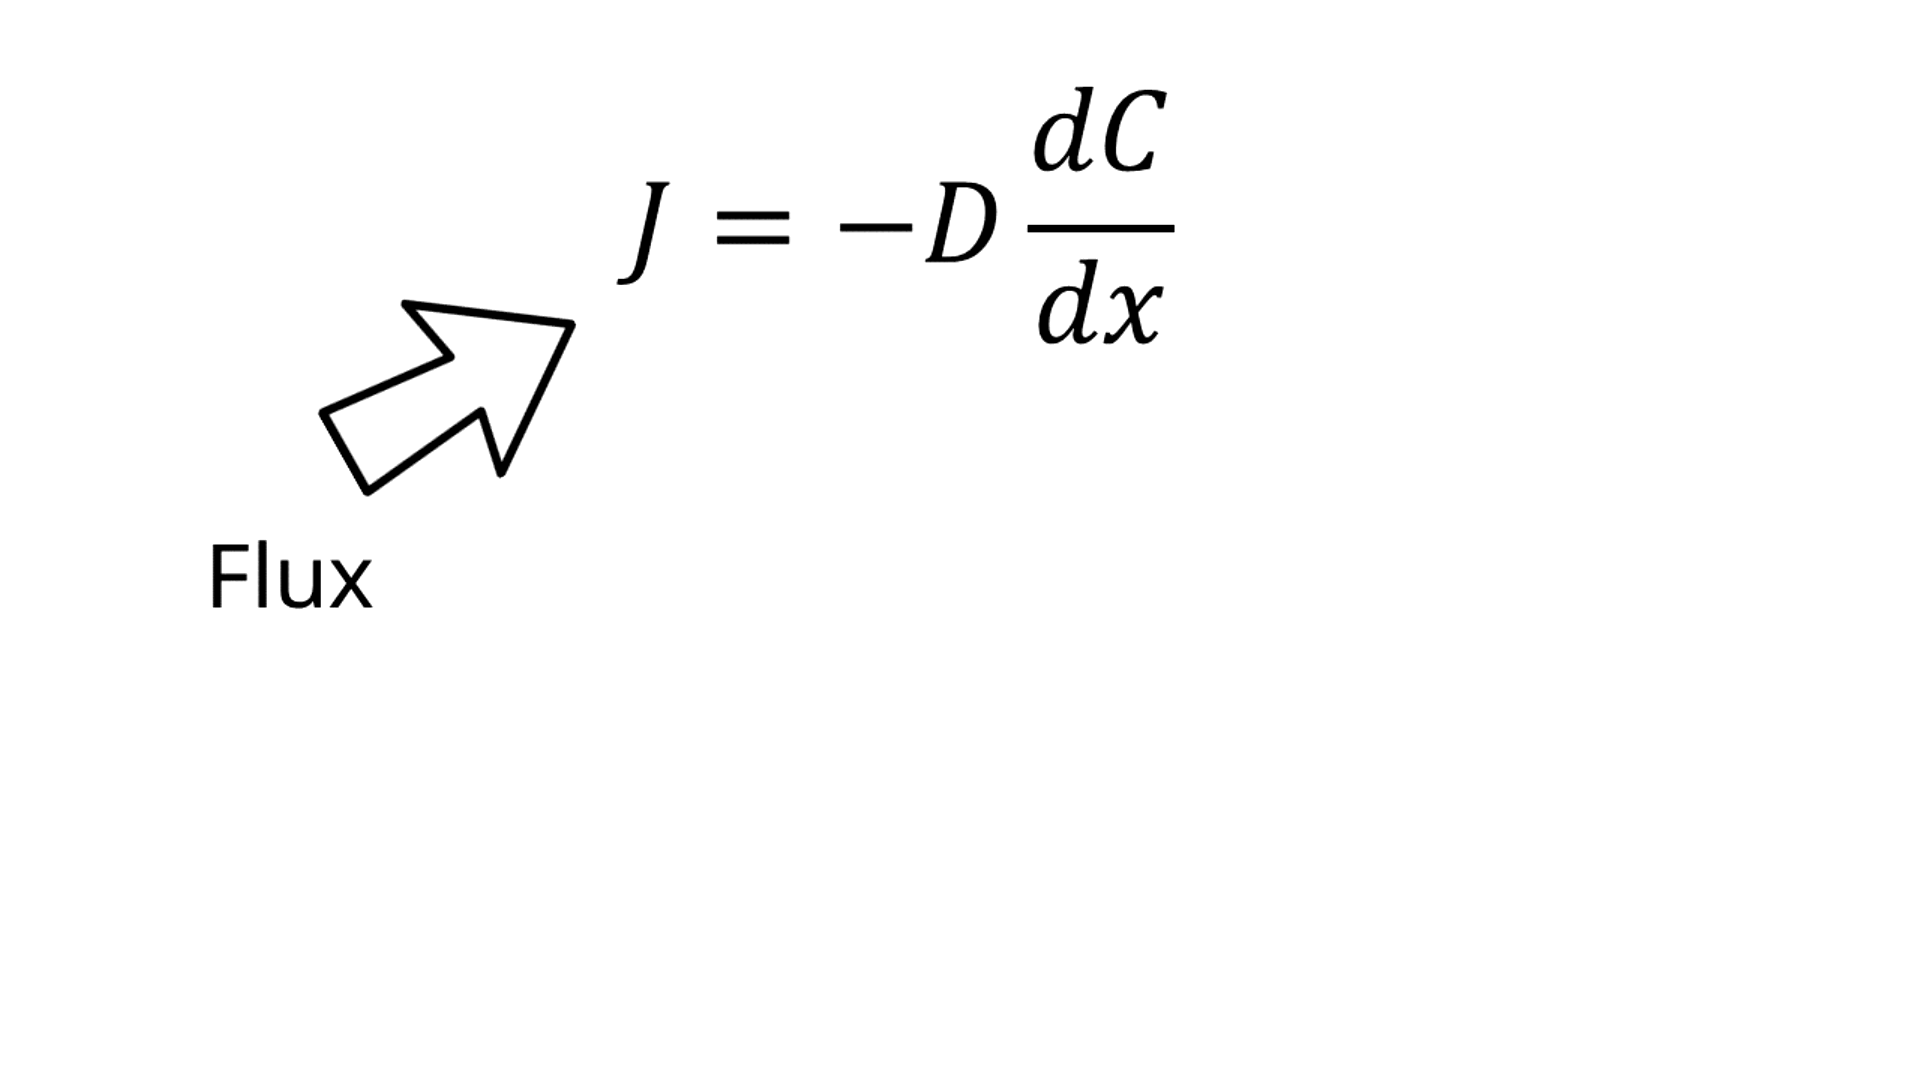 J = −D dC/dx
Flux